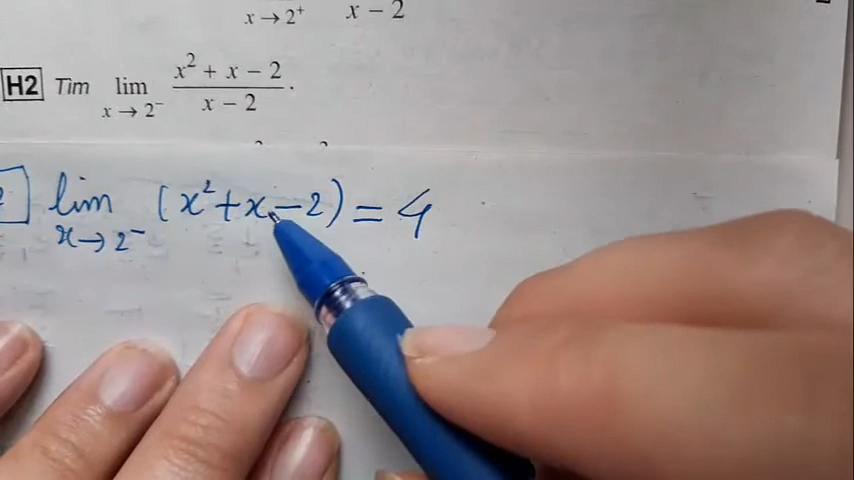 x → 2⁺ x − 2
H2 Tìm lim x→2⁻ (x² + x − 2)/(x − 2).
lim x→2⁻ (x² + x − 2) = 4